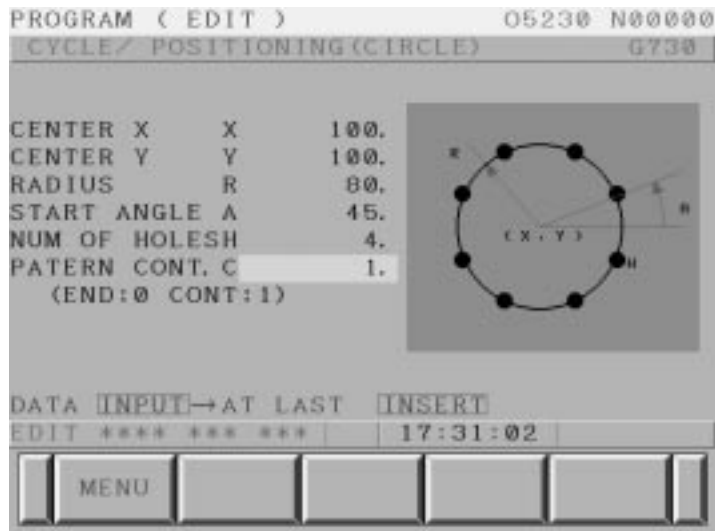 PROGRAM ( EDIT ) O5230 N00000
CYCLE/ POSITIONING(CIRCLE) G730
CENTER X X 100.
CENTER Y Y 100.
RADIUS R 80.
START ANGLE A 45.
NUM OF HOLESH 4.
PATERN CONT. C 1.
(END:0 CONT:1)
R
A
(X,Y)
H
DATA INPUT→AT LAST INSERT
EDIT **** *** *** 17:31:02
MENU